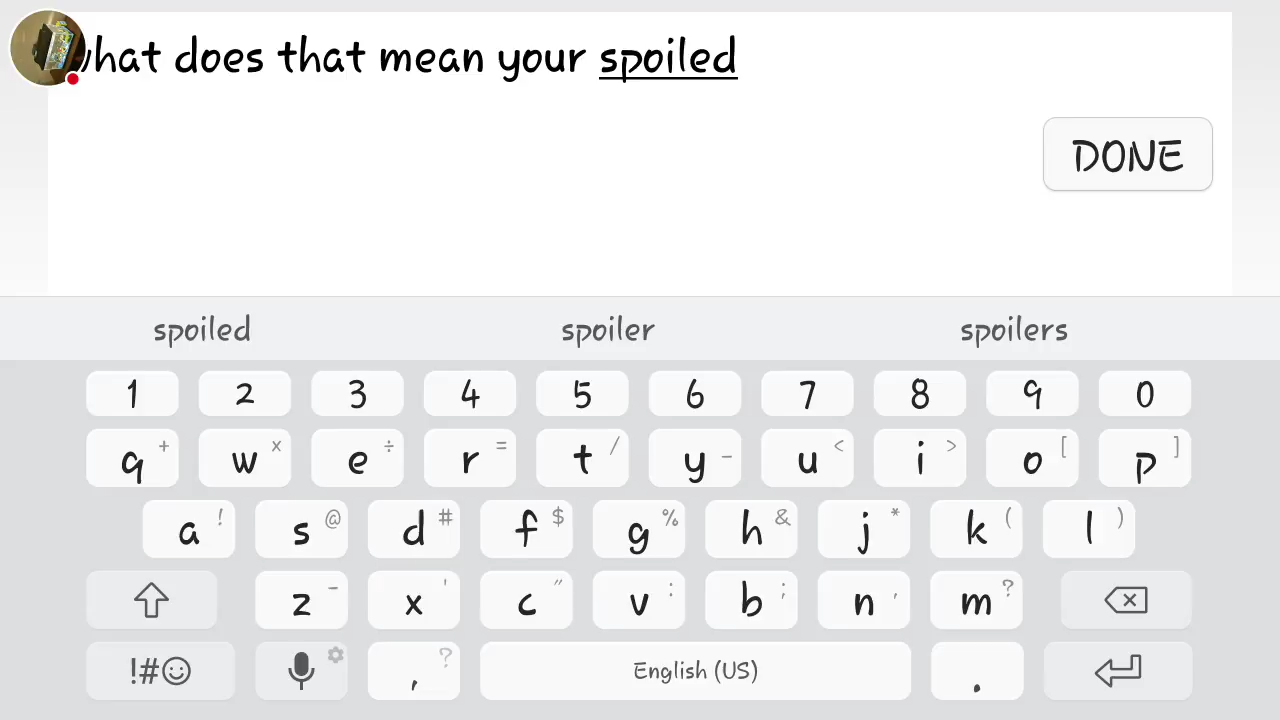 what does that mean your spoiled
DONE
spoiled spoiler spoilers
1 2 3 4 5 6 7 8 9 0
q + w × e ÷ r = t / y _ u < i > o [ p ]
a ! s @ d # f $ g % h & j * k ( l )
z - x ' c " v : b ; n , m ?
!#☺ , ? English (US) .